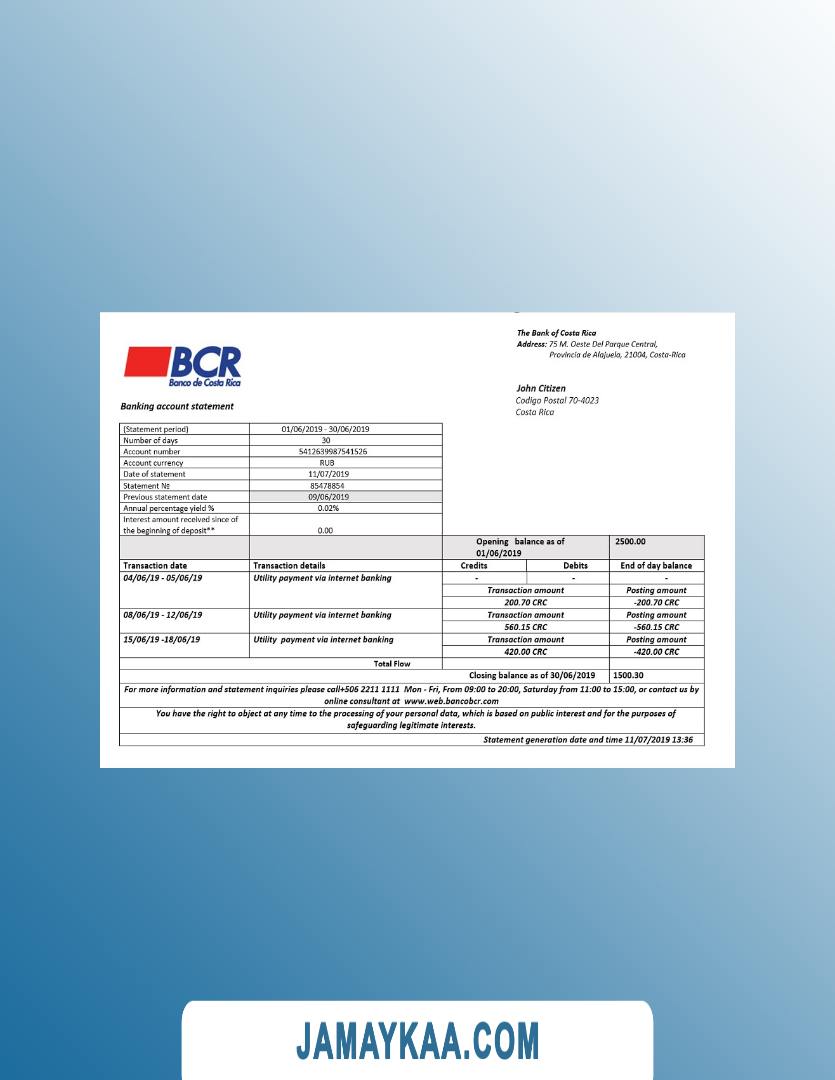 The Bank of Costa Rica
Address: 75 M. Oeste Del Parque Central,
Provincia de Alajuela, 21004, Costa-Rica
BCR
Banco de Costa Rica
John Citizen
Codigo Postal 70-4023
Costa Rica
Banking account statement
(Statement period) 01/06/2019 - 30/06/2019
Number of days 30
Account number 5412639987541526
Account currency RUB
Date of statement 11/07/2019
Statement № 85478854
Previous statement date 09/06/2019
Annual percentage yield % 0.02%
Interest amount received since of
the beginning of deposit** 0.00
Opening balance as of 2500.00
01/06/2019
Transaction date Transaction details Credits Debits End of day balance
04/06/19 - 05/06/19 Utility payment via internet banking - - -
Transaction amount Posting amount
200.70 CRC -200.70 CRC
08/06/19 - 12/06/19 Utility payment via internet banking Transaction amount Posting amount
560.15 CRC -560.15 CRC
15/06/19 -18/06/19 Utility payment via internet banking Transaction amount Posting amount
420.00 CRC -420.00 CRC
Total Flow
Closing balance as of 30/06/2019 1500.30
For more information and statement inquiries please call+506 2211 1111 Mon - Fri, From 09:00 to 20:00, Saturday from 11:00 to 15:00, or contact us by
online consultant at www.web.bancobcr.com
You have the right to object at any time to the processing of your personal data, which is based on public interest and for the purposes of
safeguarding legitimate interests.
Statement generation date and time 11/07/2019 13:36
JAMAYKAA.COM